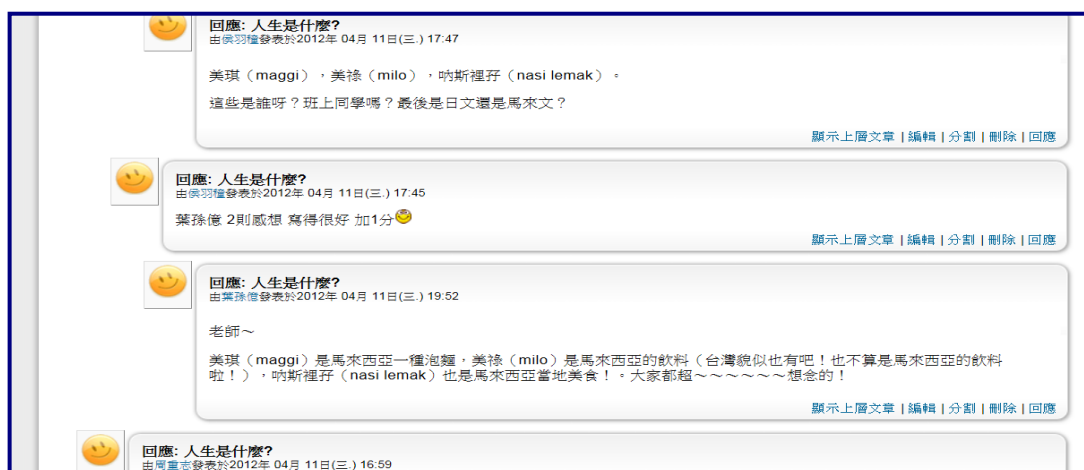 回應: 人生是什麼?
由侯羽穜發表於2012年 04月 11日(三.) 17:47
美琪（maggi），美祿（milo），吶斯裡孖（nasi lemak）。
這些是誰呀？班上同學嗎？最後是日文還是馬來文？
顯示上層文章 | 編輯 | 分割 | 刪除 | 回應
回應: 人生是什麼?
由侯羽穜發表於2012年 04月 11日(三.) 17:45
葉孫億 2則感想 寫得很好 加1分
顯示上層文章 | 編輯 | 分割 | 刪除 | 回應
回應: 人生是什麼?
由葉孫億發表於2012年 04月 11日(三.) 19:52
老師～
美琪（maggi）是馬來西亞一種泡麵，美祿（milo）是馬來西亞的飲料（台灣貌似也有吧！也不算是馬來西亞的飲料
啦！），吶斯裡孖（nasi lemak）也是馬來西亞當地美食！。大家都超～～～～～～想念的！
顯示上層文章 | 編輯 | 分割 | 刪除 | 回應
回應: 人生是什麼?
由周重志發表於2012年 04月 11日(三.) 16:59